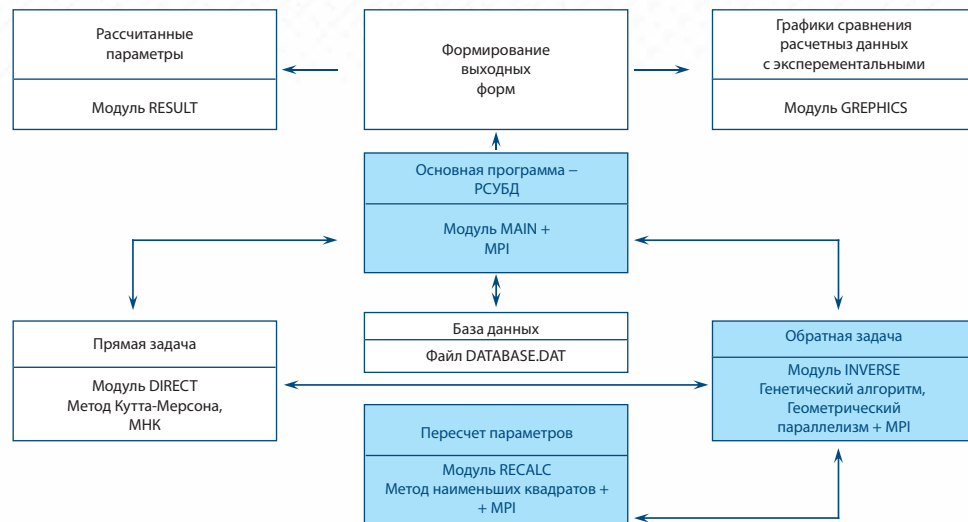 Рассчитанные
параметры
Модуль RESULT
Формирование
выходных
форм
Графики сравнения
расчетныз данных
с эксперементальными
Модуль GREPHICS
Основная программа –
РСУБД
Модуль MAIN +
MPI
База данных
Файл DATABASE.DAT
Прямая задача
Модуль DIRECT
Метод Кутта-Мерсона,
МНК
Обратная задача
Модуль INVERSE
Генетический алгоритм,
Геометрический
параллелизм + MPI
Пересчет параметров
Модуль RECALC
Метод наименьших квадратов +
+ MPI